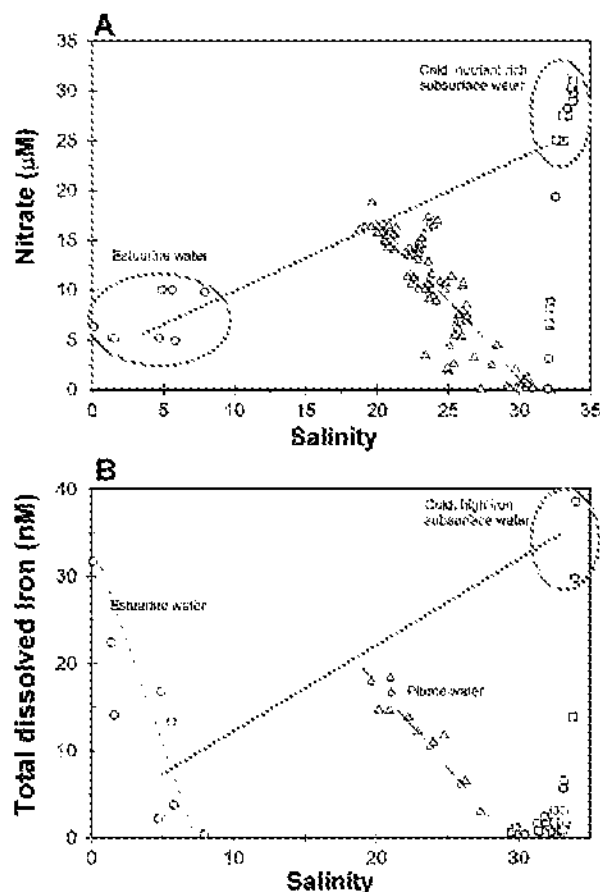 A
35
30
25
20
15
10
5
0
Nitrate (µM)
Cold, nutrient rich
subsurface water
Estuarine water
0 5 10 15 20 25 30 35
Salinity
B
40
30
20
10
0
Total dissolved Iron (nM)
Cold, high iron
subsurface water
Estuarine water
Plume water
0 10 20 30
Salinity